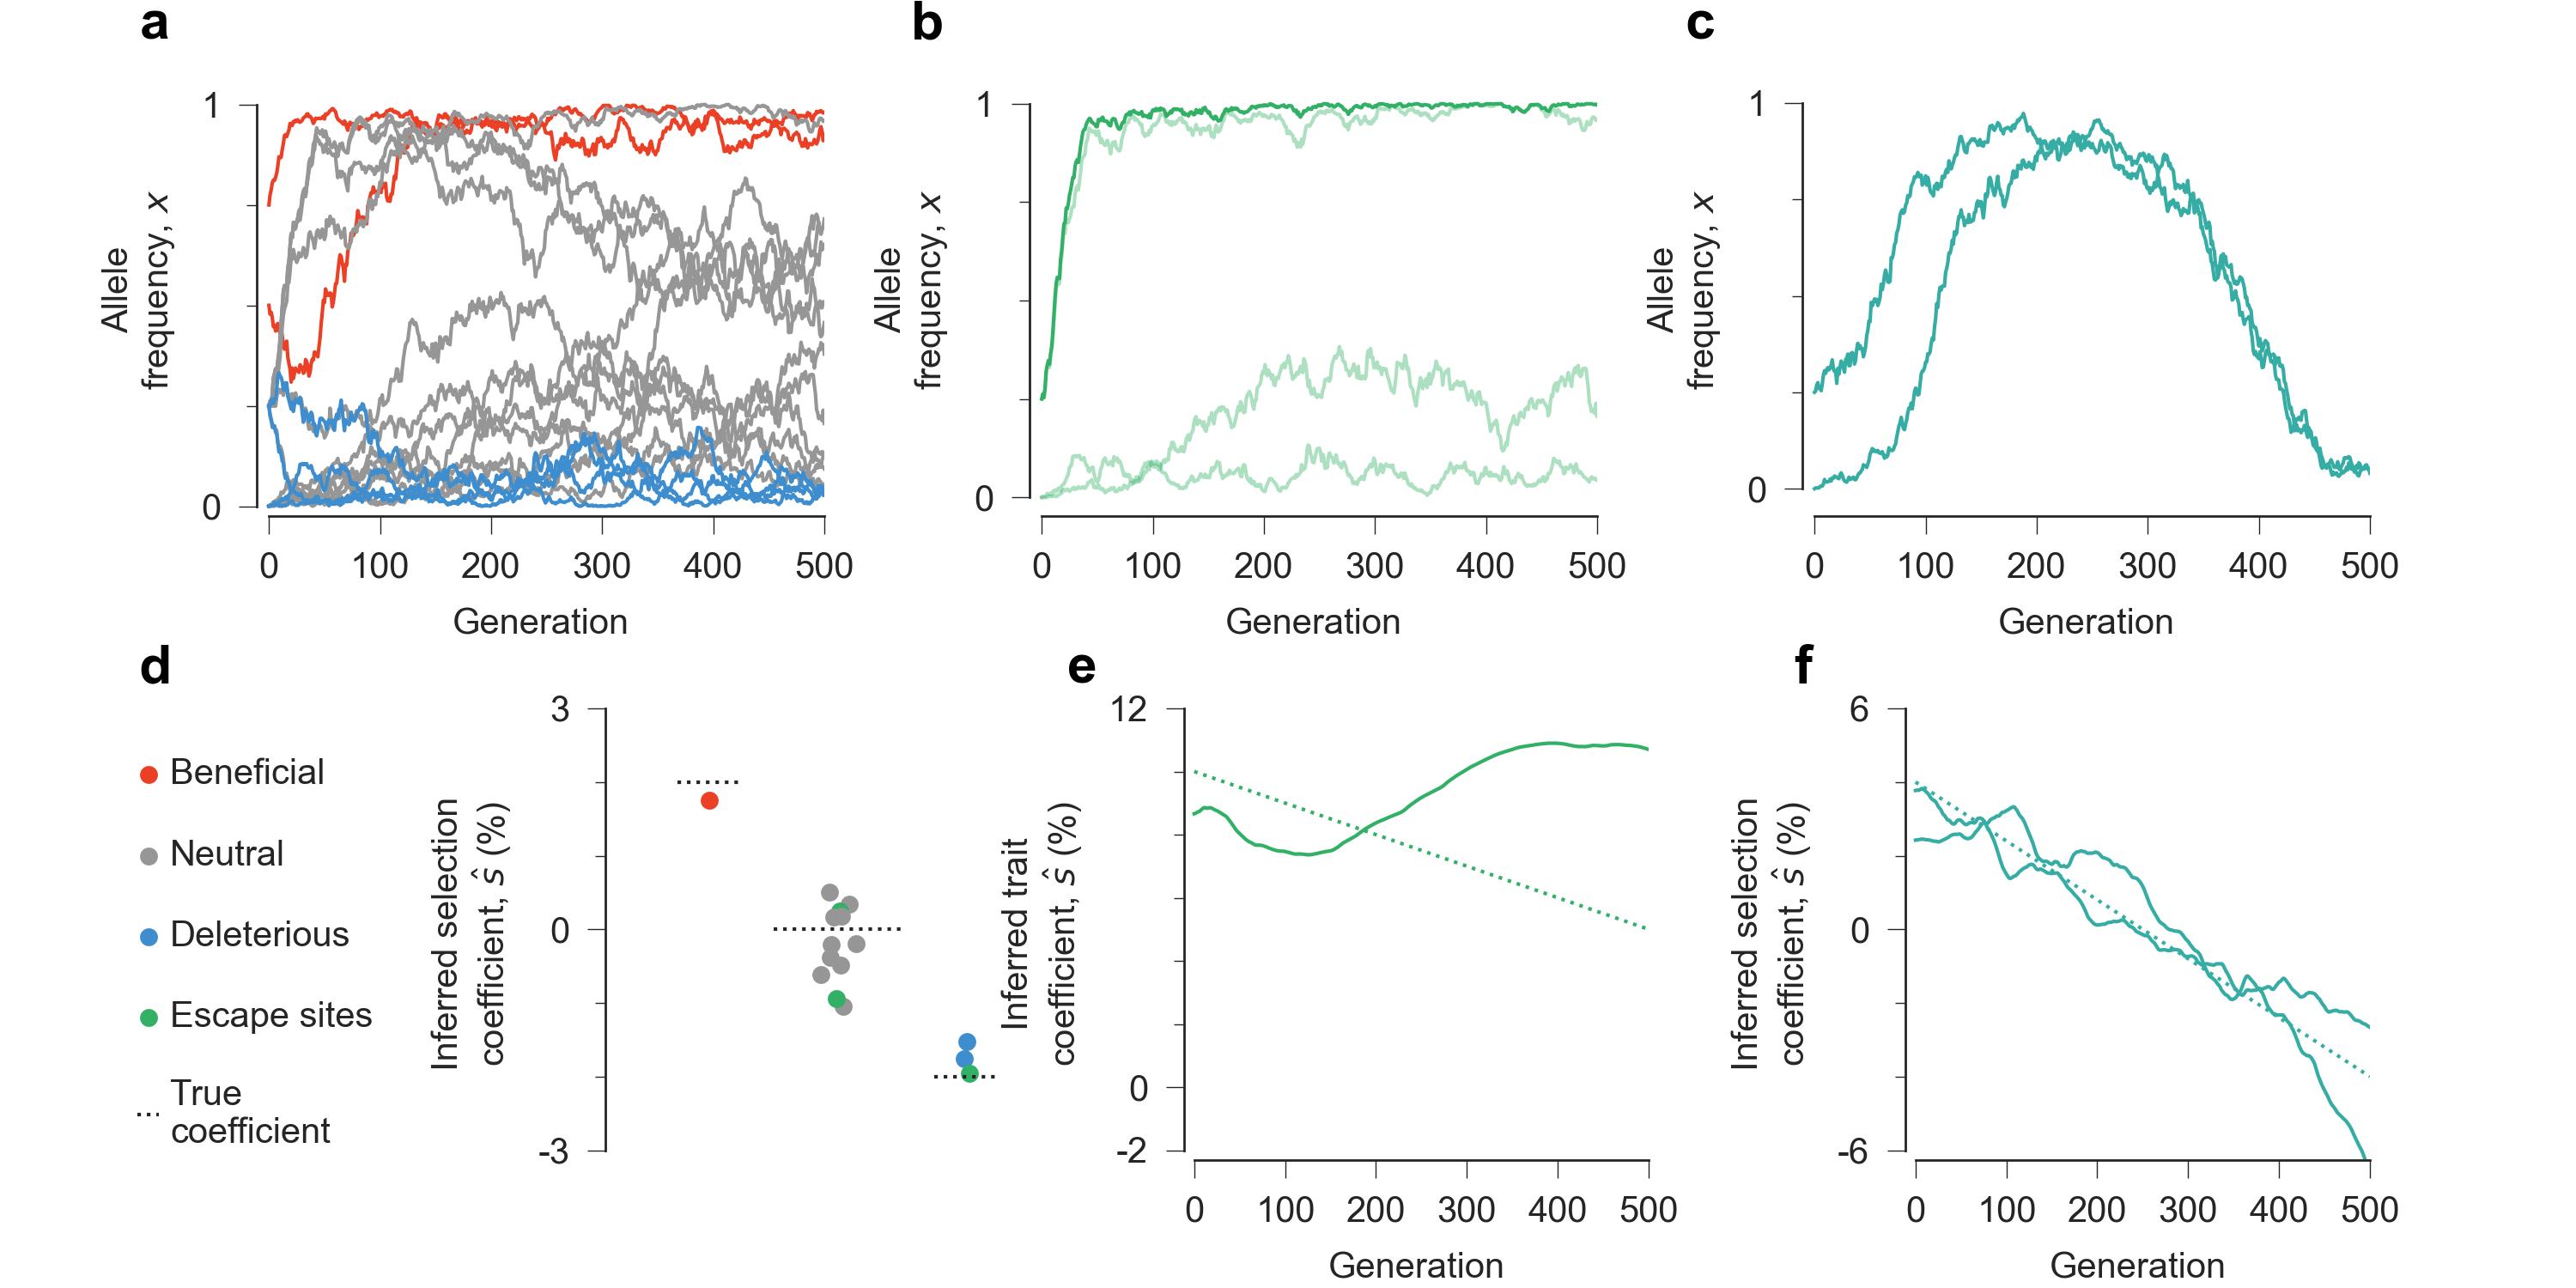 a
b
c
1
0
Allele
frequency, x
0 100 200 300 400 500
Generation
1
0
Allele
frequency, x
0 100 200 300 400 500
Generation
1
0
Allele
frequency, x
0 100 200 300 400 500
Generation
d
e
f
Beneficial
Neutral
Deleterious
Escape sites
True
coefficient
3
0
-3
Inferred selection
coefficient, ŝ (%)
12
0
-2
Inferred trait
coefficient, ŝ (%)
0 100 200 300 400 500
Generation
6
0
-6
Inferred selection
coefficient, ŝ (%)
0 100 200 300 400 500
Generation